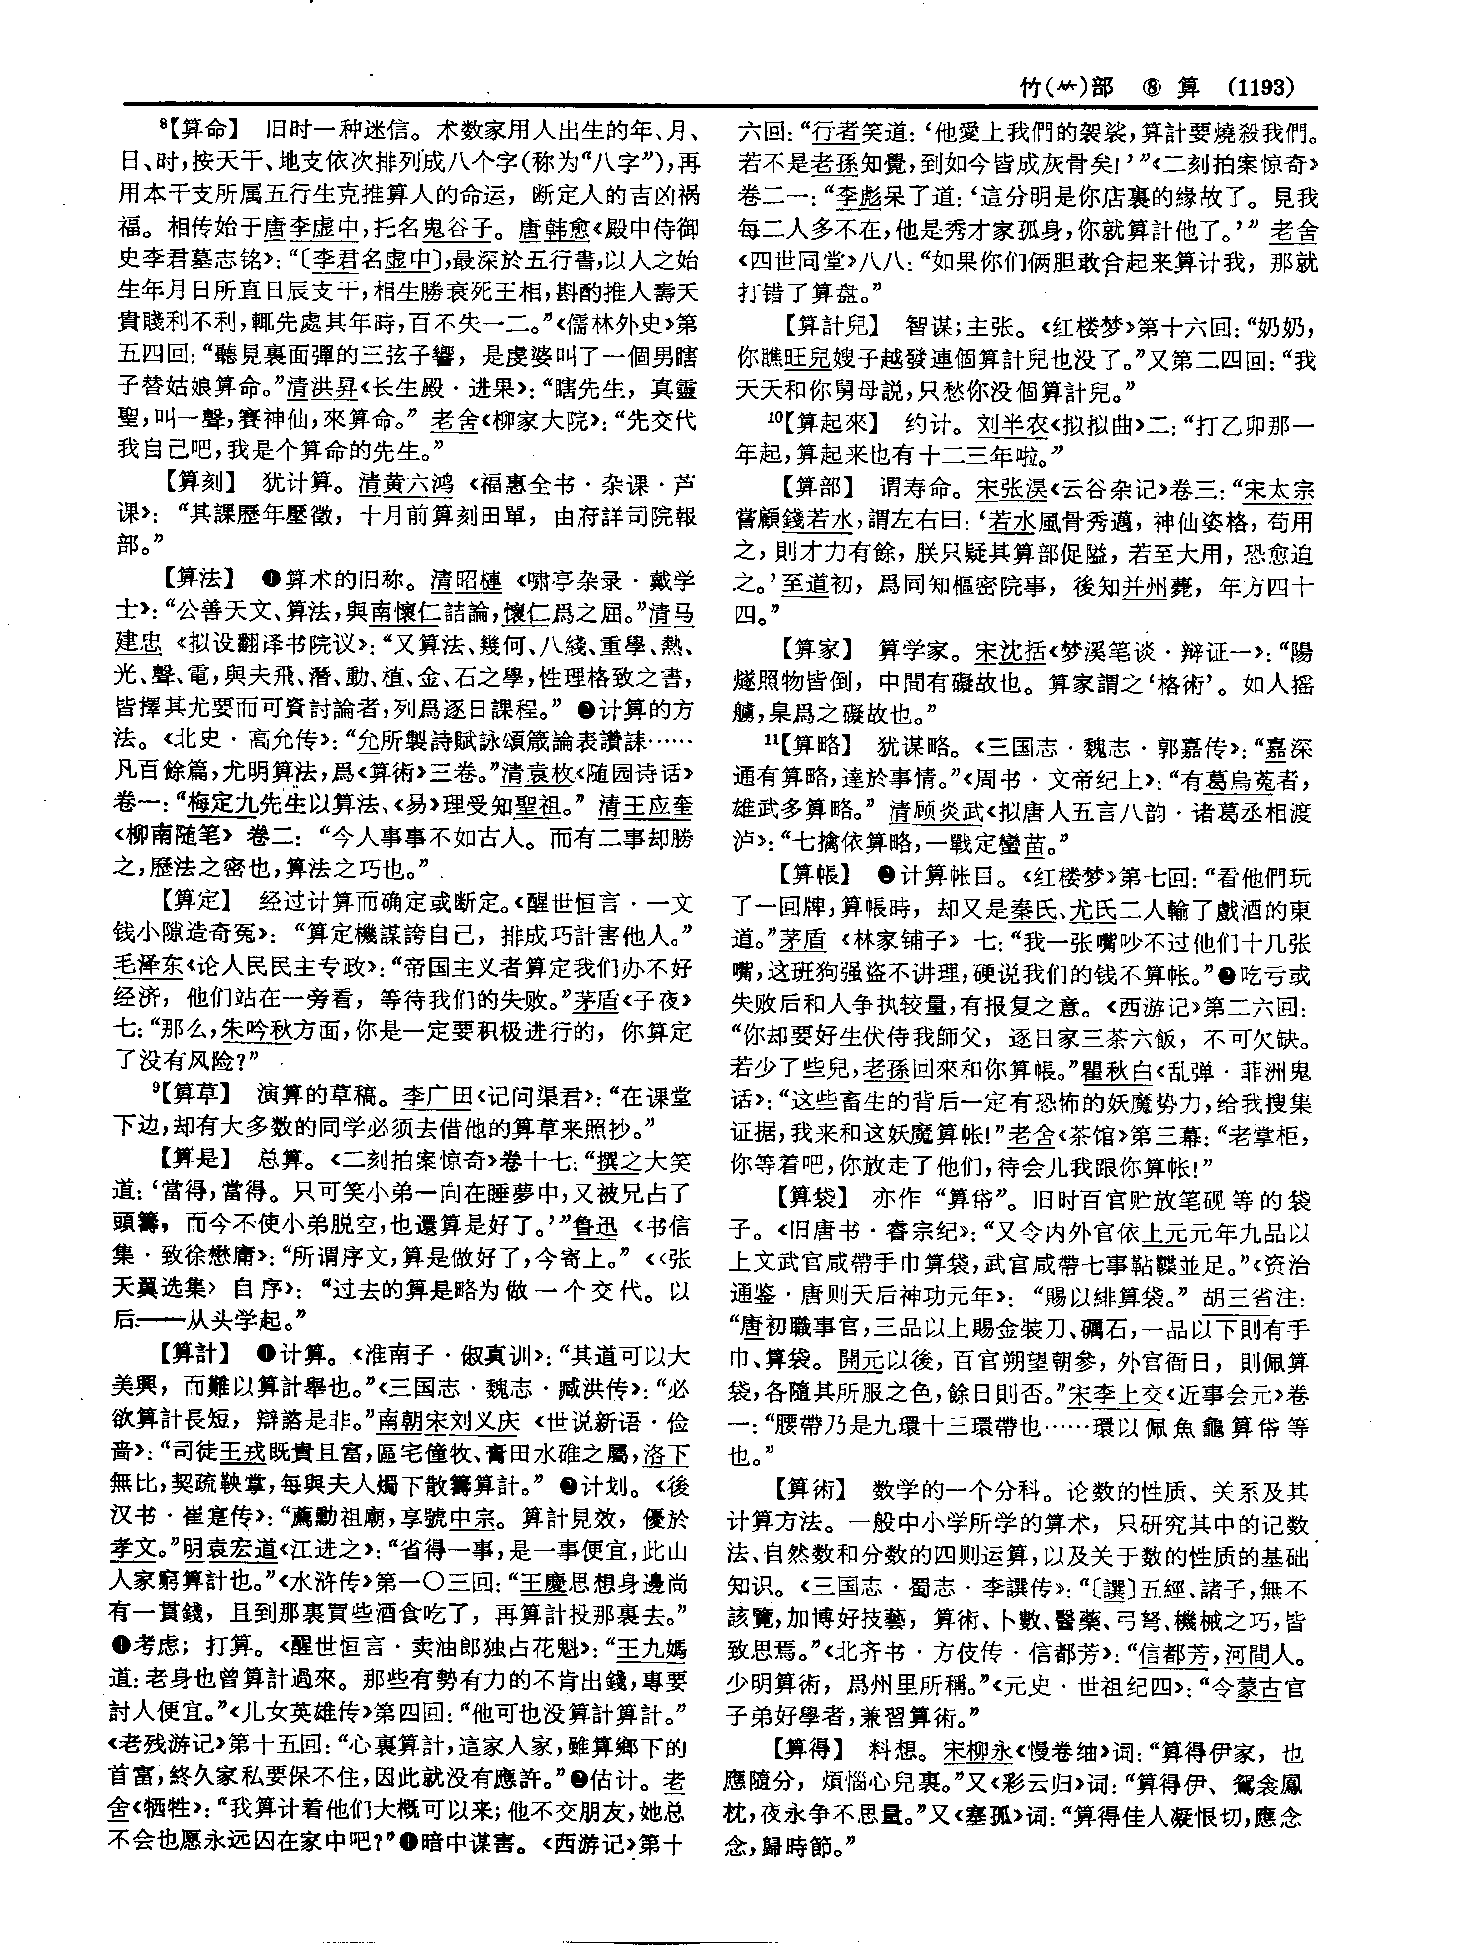 竹(⺮)部 ⑧ 算 (1193)
⁸【算命】 旧时一种迷信。术数家用人出生的年、月、
日、时,按天干、地支依次排列成八个字(称为“八字”),再
用本干支所属五行生克推算人的命运，断定人的吉凶祸
福。相传始于唐李虚中,托名鬼谷子。唐韩愈《殿中侍御
史李君墓志铭》:“〔李君名虚中〕,最深於五行書,以人之始
生年月日所直日辰支干,相生勝衰死王相,斟酌推人壽夭
貴賤利不利,輒先處其年時,百不失一二。”《儒林外史》第
五四回:“聽見裏面彈的三弦子響，是虔婆叫了一個男瞎
子替姑娘算命。”清洪昇《长生殿·进果》:“瞎先生，真靈
聖,叫一聲,賽神仙,來算命。”老舍《柳家大院》:“先交代
我自己吧,我是个算命的先生。”
【算刻】 犹计算。清黄六鸿《福惠全书·杂课·芦
课》:“其課歷年壓徵，十月前算刻田單，由府詳司院報
部。”
【算法】 ❶算术的旧称。清昭槤《啸亭杂录·戴学
士》:“公善天文、算法,與南懷仁詰論,懷仁爲之屈。”清马
建忠《拟设翻译书院议》:“又算法、幾何、八綫、重學、熱、
光、聲、電,與夫飛、潛、動、植、金、石之學,性理格致之書,
皆擇其尤要而可資討論者,列爲逐日課程。”❷计算的方
法。《北史·高允传》:“允所製詩賦詠頌箴論表讚誄……
凡百餘篇,尤明算法,爲《算術》三卷。”清袁枚《随园诗话》
卷一:“梅定九先生以算法、《易》理受知聖祖。”清王应奎
《柳南随笔》卷二:“今人事事不如古人。而有二事却勝
之,歷法之密也,算法之巧也。”
【算定】 经过计算而确定或断定。《醒世恒言·一文
钱小隙造奇冤》:“算定機謀誇自己，排成巧計害他人。”
毛泽东《论人民民主专政》:“帝国主义者算定我们办不好
经济，他们站在一旁看，等待我们的失败。”茅盾《子夜》
七:“那么,朱吟秋方面,你是一定要积极进行的，你算定
了没有风险?”
⁹【算草】 演算的草稿。李广田《记问渠君》:“在课堂
下边,却有大多数的同学必须去借他的算草来照抄。”
【算是】 总算。《二刻拍案惊奇》卷十七:“撰之大笑
道:‘當得,當得。只可笑小弟一向在睡夢中,又被兄占了
頭籌，而今不使小弟脱空,也還算是好了。’”鲁迅《书信
集·致徐懋庸》:“所谓序文,算是做好了,今寄上。”《〈张
天翼选集〉自序》:“过去的算是略为做一个交代。以
后——从头学起。”
【算計】 ❶计算。《淮南子·俶真训》:“其道可以大
美興，而難以算計舉也。”《三国志·魏志·臧洪传》:“必
欲算計長短，辯諮是非。”南朝宋刘义庆《世说新语·俭
啬》:“司徒王戎既貴且富,區宅僮牧、膏田水碓之屬,洛下
無比,契疏鞅掌,每與夫人燭下散籌算計。”❷计划。《後
汉书·崔寔传》:“薦勳祖廟,享號中宗。算計見效，優於
孝文。”明袁宏道《江进之》:“省得一事,是一事便宜,此山
人家窮算計也。”《水浒传》第一〇三回:“王慶思想身邊尚
有一貫錢，且到那裏買些酒食吃了，再算計投那裏去。”
❸考虑；打算。《醒世恒言·卖油郎独占花魁》:“王九媽
道:老身也曾算計過來。那些有勢有力的不肯出錢,專要
討人便宜。”《儿女英雄传》第四回:“他可也没算計算計。”
《老残游记》第十五回:“心裏算計,這家人家,雖算鄉下的
首富,終久家私要保不住,因此就没有應許。”❹估计。老
舍《牺牲》:“我算计着他们大概可以来;他不交朋友,她总
不会也愿永远囚在家中吧?”❺暗中谋害。《西游记》第十
六回:“行者笑道:‘他愛上我們的袈裟,算計要燒殺我們。
若不是老孫知覺,到如今皆成灰骨矣!’”《二刻拍案惊奇》
卷二一:“李彪呆了道:‘這分明是你店裏的缘故了。見我
每二人多不在,他是秀才家孤身,你就算計他了。’”老舍
《四世同堂》八八:“如果你们俩胆敢合起来算计我，那就
打错了算盘。”
【算計兒】 智谋;主张。《红楼梦》第十六回:“奶奶，
你瞧旺兒嫂子越發連個算計兒也没了。”又第二四回:“我
天天和你舅母説,只愁你没個算計兒。”
¹⁰【算起來】 约计。刘半农《拟拟曲》二:“打乙卯那一
年起,算起来也有十二三年啦。”
【算部】 谓寿命。宋张淏《云谷杂记》卷三:“宋太宗
嘗顧錢若水,謂左右曰:‘若水風骨秀邁，神仙姿格，苟用
之，則才力有餘，朕只疑其算部促隘，若至大用，恐愈迫
之。’至道初，爲同知樞密院事，後知并州薨，年方四十
四。”
【算家】 算学家。宋沈括《梦溪笔谈·辩证一》:“陽
燧照物皆倒，中間有礙故也。算家謂之‘格術’。如人摇
艣,臬爲之礙故也。”
¹¹【算略】 犹谋略。《三国志·魏志·郭嘉传》:“嘉深
通有算略,達於事情。”《周书·文帝纪上》:“有葛烏菟者,
雄武多算略。”清顾炎武《拟唐人五言八韵·诸葛丞相渡
泸》:“七擒依算略,一戰定蠻苗。”
【算帳】 ❶计算帐目。《红楼梦》第七回:“看他們玩
了一回牌,算帳時，却又是秦氏、尤氏二人輸了戲酒的東
道。”茅盾《林家铺子》七:“我一张嘴吵不过他们十几张
嘴,这班狗强盗不讲理,硬说我们的钱不算帐。”❷吃亏或
失败后和人争执较量,有报复之意。《西游记》第二六回:
“你却要好生伏侍我師父，逐日家三茶六飯，不可欠缺。
若少了些兒,老孫回來和你算帳。”瞿秋白《乱弹·菲洲鬼
话》:“这些畜生的背后一定有恐怖的妖魔势力,给我搜集
证据,我来和这妖魔算帐!”老舍《茶馆》第三幕:“老掌柜,
你等着吧,你放走了他们,待会儿我跟你算帐!”
【算袋】 亦作“算帒”。旧时百官贮放笔砚等的袋
子。《旧唐书·睿宗纪》:“又令内外官依上元元年九品以
上文武官咸带手巾算袋,武官咸带七事鞊鞢並足。”《资治
通鉴·唐则天后神功元年》:“賜以緋算袋。”胡三省注:
“唐初職事官,三品以上賜金裝刀、礪石,一品以下則有手
巾、算袋。開元以後，百官朔望朝參，外官衙日，則佩算
袋,各隨其所服之色,餘日則否。”宋李上交《近事会元》卷
一:“腰帶乃是九環十三環帶也……環以佩魚龜算帒等
也。”
【算術】 数学的一个分科。论数的性质、关系及其
计算方法。一般中小学所学的算术，只研究其中的记数
法、自然数和分数的四则运算,以及关于数的性质的基础
知识。《三国志·蜀志·李譔传》:“〔譔〕五經、諸子,無不
該覽,加博好技藝，算術、卜數、醫藥、弓弩、機械之巧,皆
致思焉。”《北齐书·方伎传·信都芳》:“信都芳,河間人。
少明算術，爲州里所稱。”《元史·世祖纪四》:“令蒙古官
子弟好學者,兼習算術。”
【算得】 料想。宋柳永《慢卷䌷》词:“算得伊家，也
應隨分，煩惱心兒裏。”又《彩云归》词:“算得伊、鴛衾鳳
枕,夜永争不思量。”又《塞孤》词:“算得佳人凝恨切,應念
念,歸時節。”